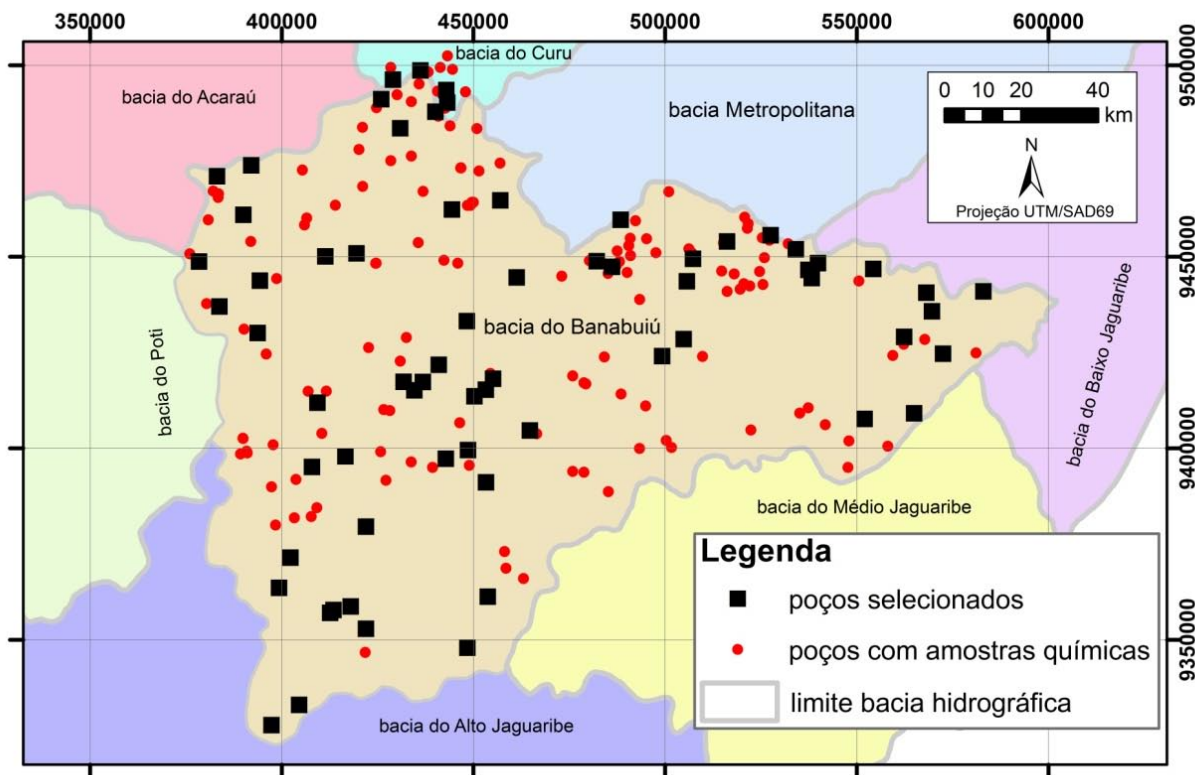 350000 400000 450000 500000 550000 600000
bacia do Curu
bacia do Acaraú
bacia Metropolitana
0 10 20 40
km
N
Projeção UTM/SAD69
9500000
9450000
9400000
9350000
bacia do Banabuiú
bacia do Poti
bacia do Baixo Jaguaribe
bacia do Médio Jaguaribe
bacia do Alto Jaguaribe
Legenda
poços selecionados
poços com amostras químicas
limite bacia hidrográfica